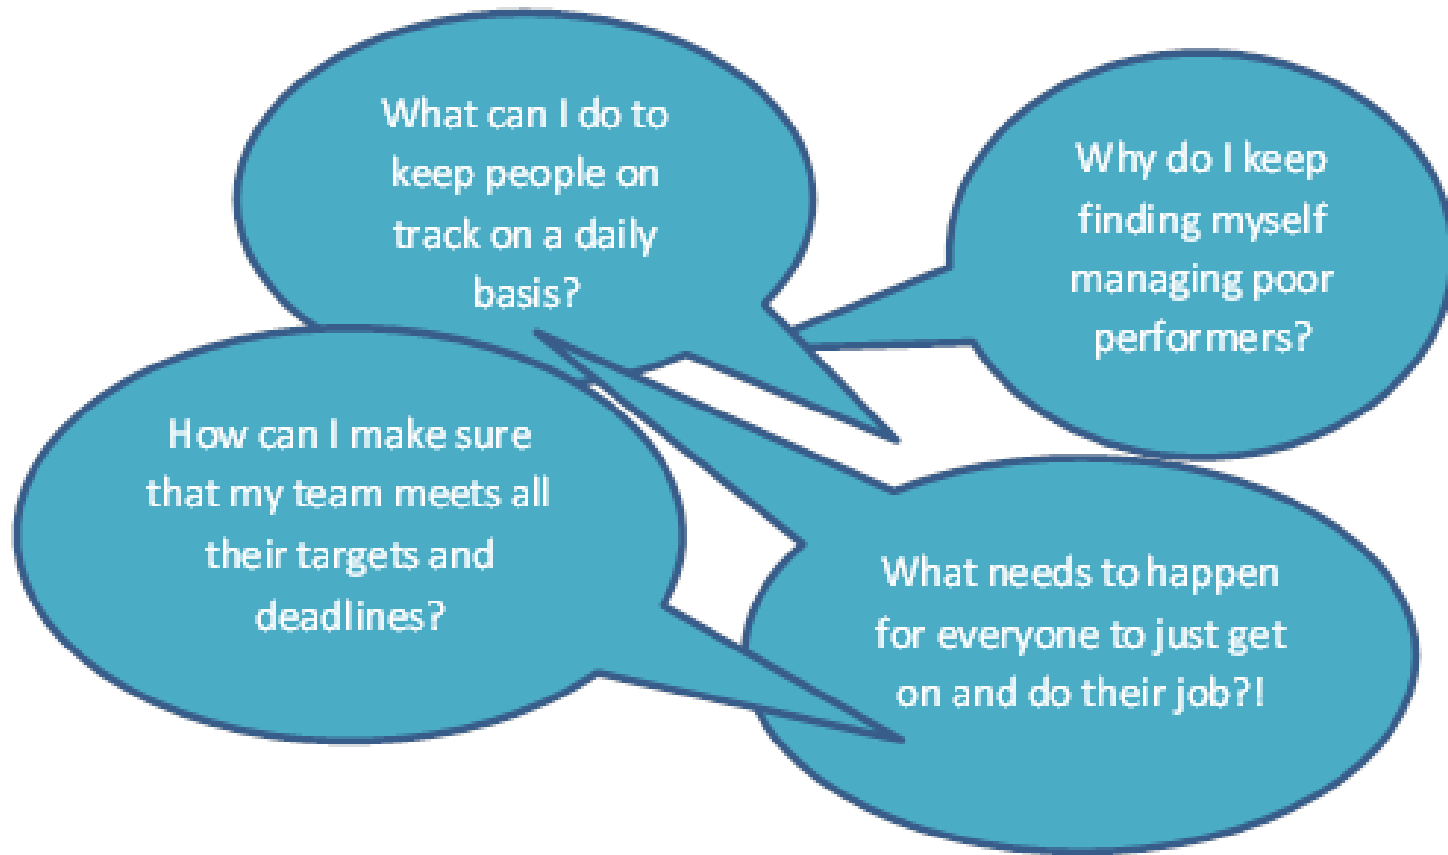 What can I do to
keep people on
track on a daily
basis?
Why do I keep
finding myself
managing poor
performers?
How can I make sure
that my team meets all
their targets and
deadlines?
What needs to happen
for everyone to just get
on and do their job?!